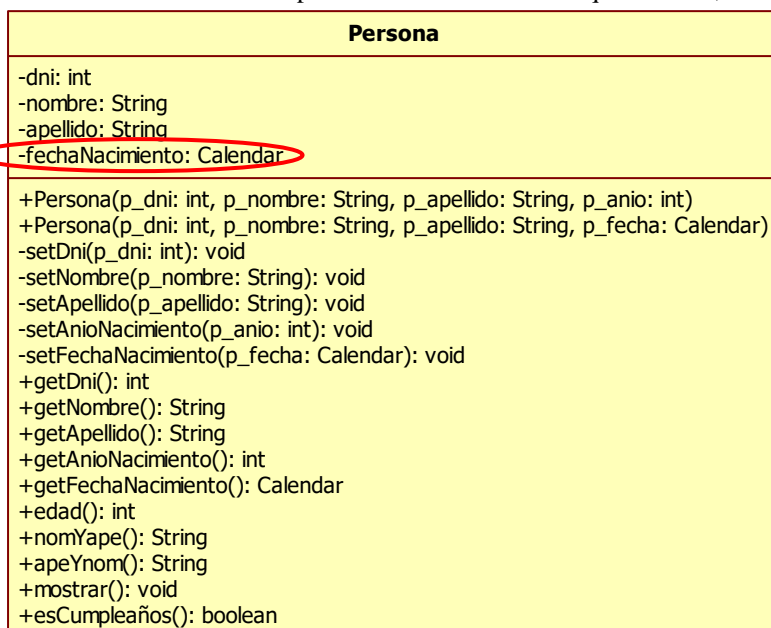 Persona
-dni: int
-nombre: String
-apellido: String
-fechaNacimiento: Calendar
+Persona(p_dni: int, p_nombre: String, p_apellido: String, p_anio: int)
+Persona(p_dni: int, p_nombre: String, p_apellido: String, p_fecha: Calendar)
-setDni(p_dni: int): void
-setNombre(p_nombre: String): void
-setApellido(p_apellido: String): void
-setAnioNacimiento(p_anio: int): void
-setFechaNacimiento(p_fecha: Calendar): void
+getDni(): int
+getNombre(): String
+getApellido(): String
+getAnioNacimiento(): int
+getFechaNacimiento(): Calendar
+edad(): int
+nomYape(): String
+apeYnom(): String
+mostrar(): void
+esCumpleaños(): boolean